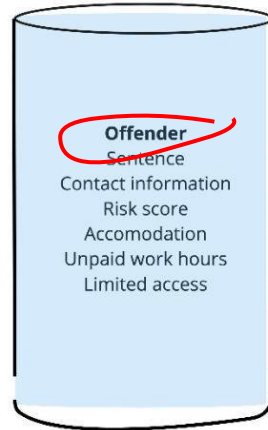 Offender
Sentence
Contact information
Risk score
Accomodation
Unpaid work hours
Limited access